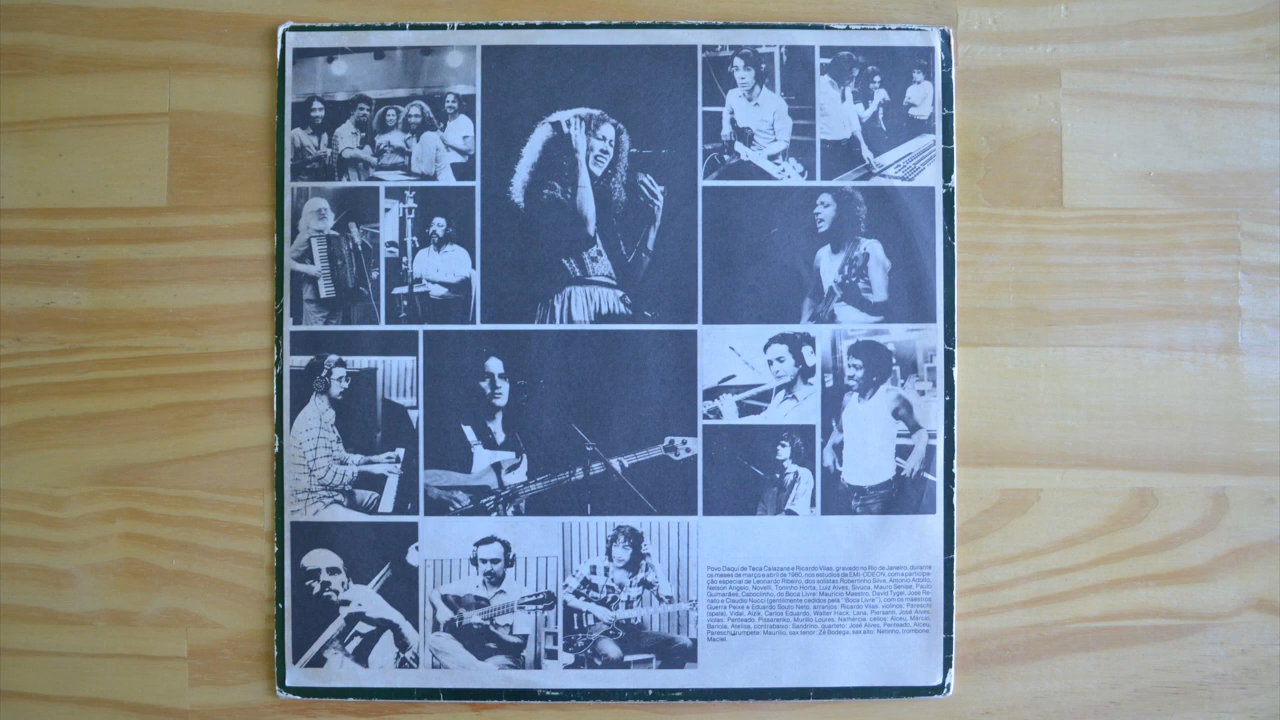 Povo Daqui de Teca Calazans e Ricardo Vilas, gravado no Rio de Janeiro, durante
os meses de março e abril de 1980, nos estúdios da EMI-ODEON, com a participa-
ção especial de Leonardo Ribeiro, dos solistas Robertinho Silva, Antonio Adolfo,
Nelson Angelo, Novelli, Toninho Horta, Luiz Alves, Sivuca, Mauro Senise, Paulo
Guimarães, Caboclinho, do Boca Livre: Maurício Maestro, David Tygel, José Re-
nato e Claudio Nucci (gentilmente cedidos pela "Boca Livre"), com os maestros
Guerra Peixe e Eduardo Souto Neto, arranjos: Ricardo Vilas. violinos: Pareschi
(spala), Vidal, Aizik, Carlos Eduardo, Walter Hack, Lana, Piersanti, José Alves,
violas: Penteado, Pissarenko, Murillo Loures, Nathércia, cellos: Alceu, Márcio,
Bariola, Atelisa, contrabaixo: Sandrino, quarteto: José Alves, Penteado, Alceu,
Pareschi, trumpete: Maurílio, sax tenor: Zé Bodega, sax alto: Netinho, trombone:
Maciel.